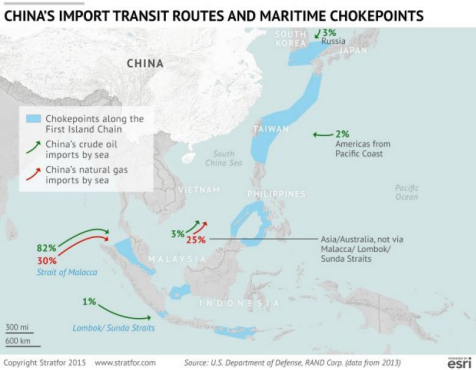 CHINA'S IMPORT TRANSIT ROUTES AND MARITIME CHOKEPOINTS
SOUTH
KOREA
3%
Russia
JAPAN
CHINA
Chokepoints along the
First Island Chain
China's crude oil
imports by sea
China's natural gas
imports by sea
TAIWAN
2%
Americas from
Pacific Coast
South
China Sea
VIETNAM
PHILIPPINES
Pacific
Ocean
3%
25%
Asia/Australia, not via
Malacca/ Lombok/
Sunda Straits
82%
30%
Strait of Malacca
MALAYSIA
1%
INDONESIA
Lombok/ Sunda Straits
300 mi
600 km
Copyright Stratfor 2015 www.stratfor.com
Source: U.S. Department of Defense, RAND Corp. (data from 2013)
esri